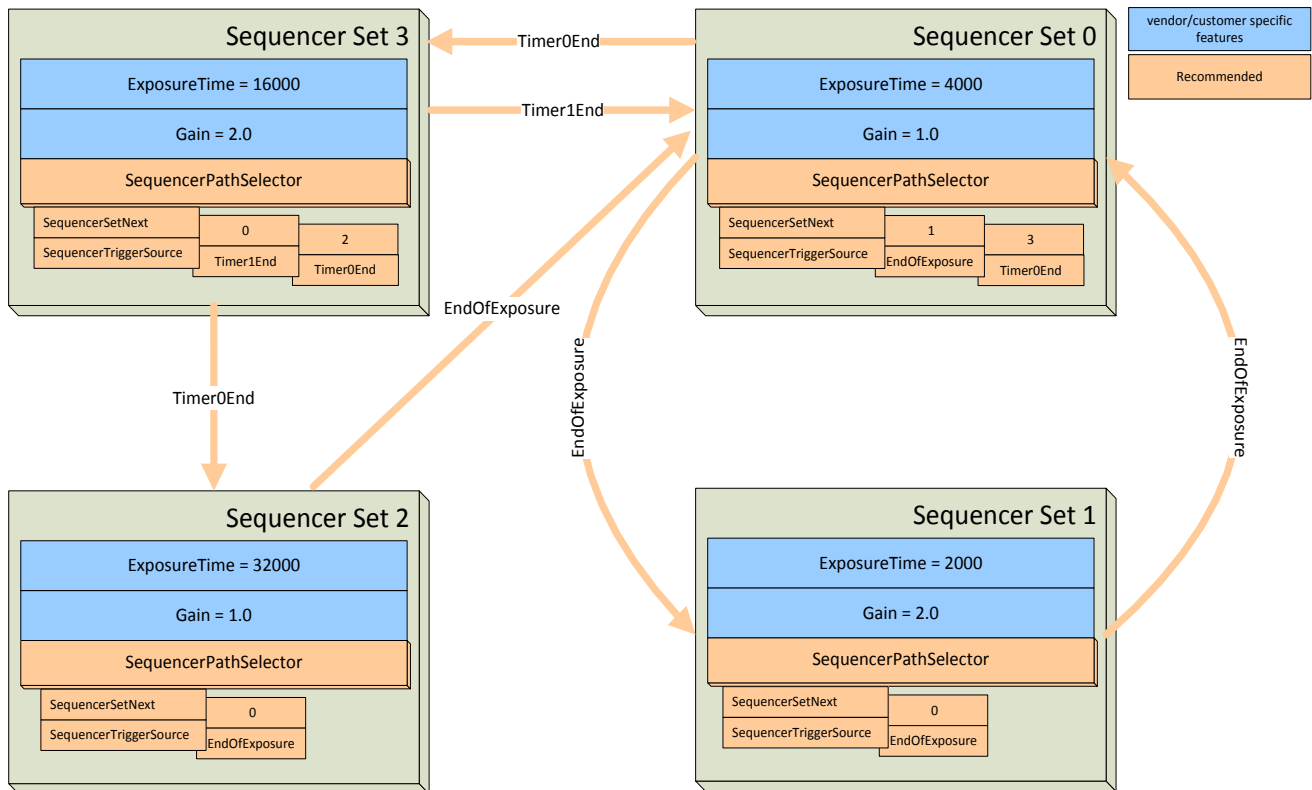 Sequencer Set 3
ExposureTime = 16000
Gain = 2.0
SequencerPathSelector
SequencerSetNext
0
2
SequencerTriggerSource
Timer1End
Timer0End
Timer0End
Timer1End
Sequencer Set 0
ExposureTime = 4000
Gain = 1.0
SequencerPathSelector
SequencerSetNext
1
3
SequencerTriggerSource
EndOfExposure
Timer0End
vendor/customer specific
features
Recommended
EndOfExposure
EndOfExposure
EndOfExposure
Timer0End
Sequencer Set 2
ExposureTime = 32000
Gain = 1.0
SequencerPathSelector
SequencerSetNext
0
SequencerTriggerSource
EndOfExposure
Sequencer Set 1
ExposureTime = 2000
Gain = 2.0
SequencerPathSelector
SequencerSetNext
0
SequencerTriggerSource
EndOfExposure